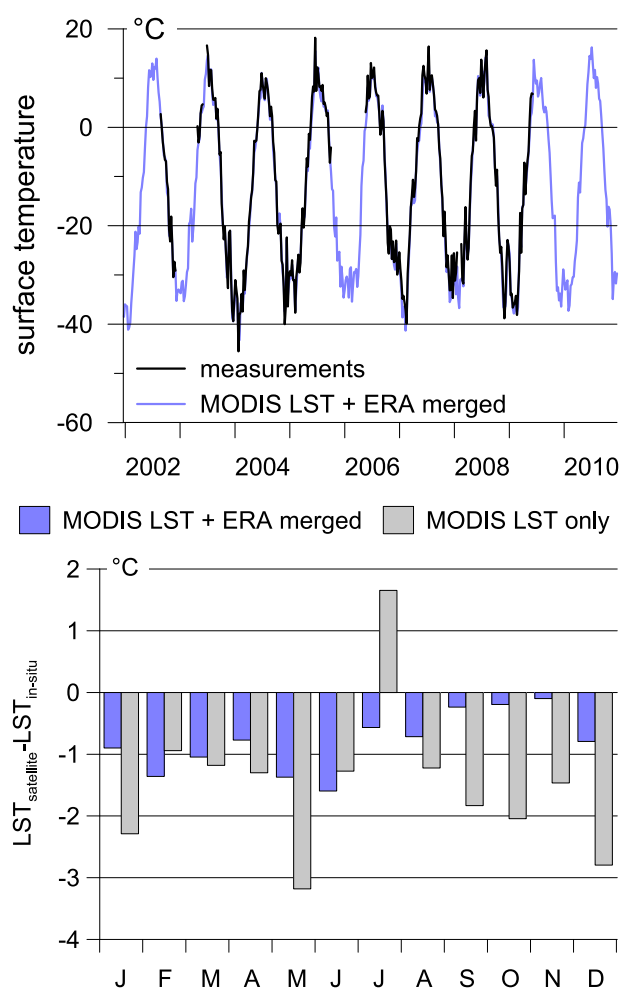 °C
20
0
-20
-40
-60
surface temperature
measurements
MODIS LST + ERA merged
2002 2004 2006 2008 2010
MODIS LST + ERA merged MODIS LST only
°C
2
1
0
-1
-2
-3
-4
LSTsatellite-LSTin-situ
J F M A M J J A S O N D